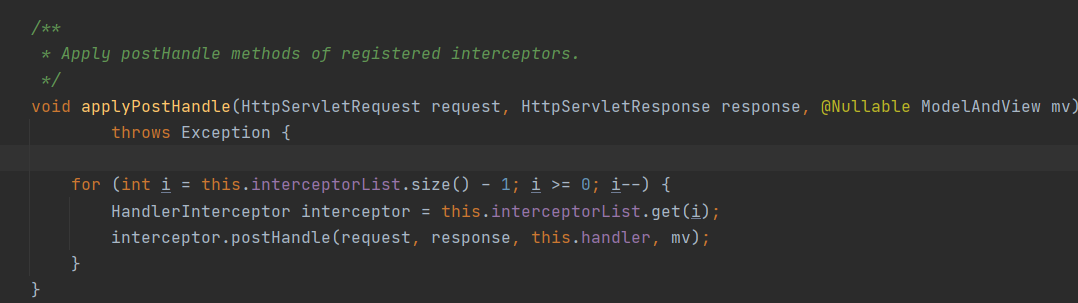 /**
 * Apply postHandle methods of registered interceptors.
 */
void applyPostHandle(HttpServletRequest request, HttpServletResponse response, @Nullable ModelAndView mv)
        throws Exception {

    for (int i = this.interceptorList.size() - 1; i >= 0; i--) {
        HandlerInterceptor interceptor = this.interceptorList.get(i);
        interceptor.postHandle(request, response, this.handler, mv);
    }
}